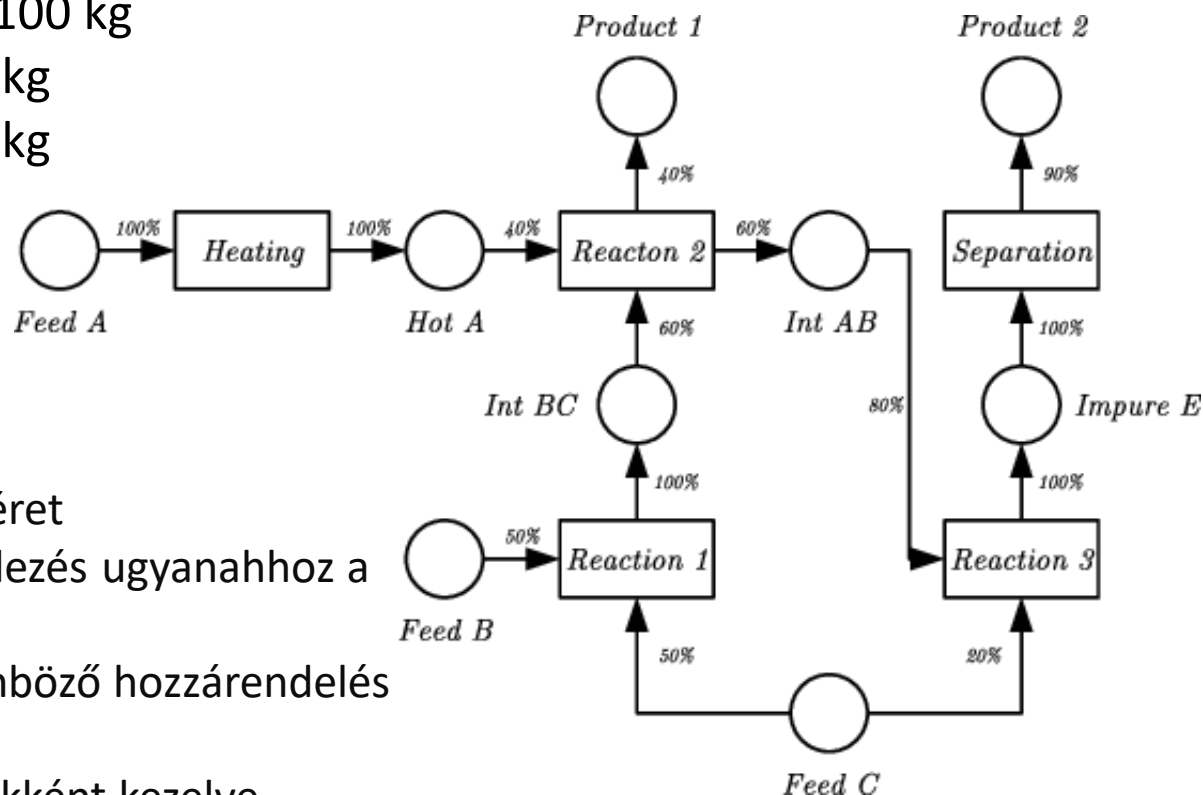 100 kg
kg
kg
Product 1
Product 2
40%
90%
100%
Heating
100%
40%
Reacton 2
60%
Separation
Feed A
Hot A
Int AB
60%
100%
Int BC
80%
Impure E
100%
100%
éret
50%
Reaction 1
Reaction 3
lezés ugyanahhoz a
Feed B
50%
20%
nböző hozzárendelés
Feed C
kként kezelve